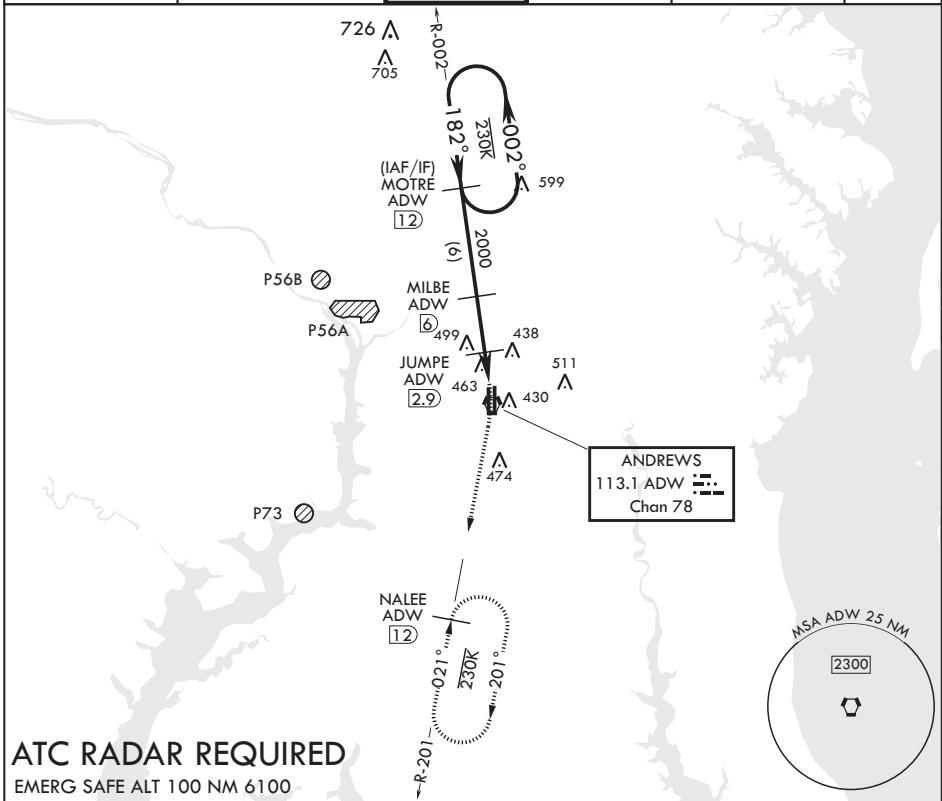 726
705
R-002
182°
230K
002°
(IAF/IF)
MOTRE
ADW
12
599
2000
(6)
P56B
P56A
MILBE
ADW
6
499
438
JUMPE
ADW
2.9
463
511
430
ANDREWS
113.1 ADW
Chan 78
474
P73
NALEE
ADW
12
021°
230K
201°
R-201
MSA ADW 25 NM
2300
ATC RADAR REQUIRED
EMERG SAFE ALT 100 NM 6100